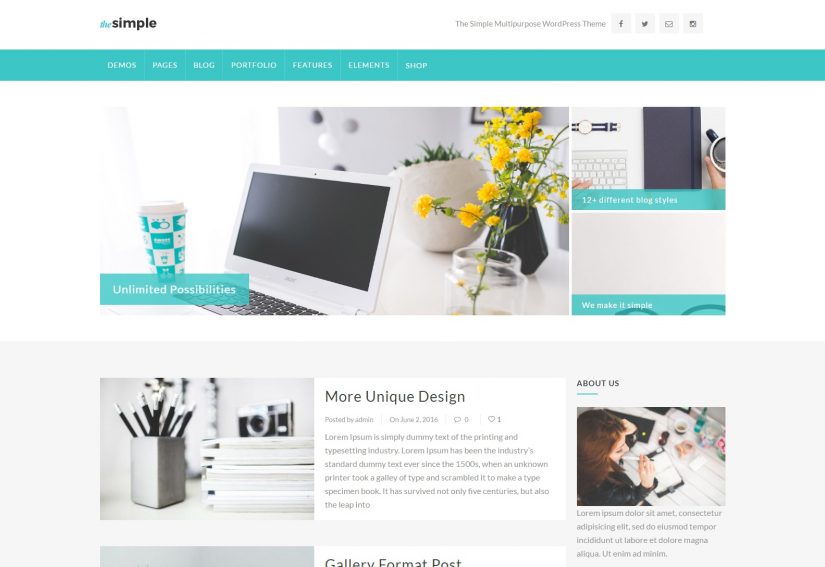 thesimple
The Simple Multipurpose WordPress Theme
DEMOS PAGES BLOG PORTFOLIO FEATURES ELEMENTS SHOP
Unlimited Possibilities
12+ different blog styles
We make it simple
More Unique Design
Posted by admin On June 2, 2016 0 1
Lorem Ipsum is simply dummy text of the printing and
typesetting industry. Lorem Ipsum has been the industry's
standard dummy text ever since the 1500s, when an unknown
printer took a galley of type and scrambled it to make a type
specimen book. It has survived not only five centuries, but also
the leap into
Gallery Format Post
ABOUT US
Lorem ipsum dolor sit amet, consectetur
adipisicing elit, sed do eiusmod tempor
incididunt ut labore et dolore magna
aliqua. Ut enim ad minim.